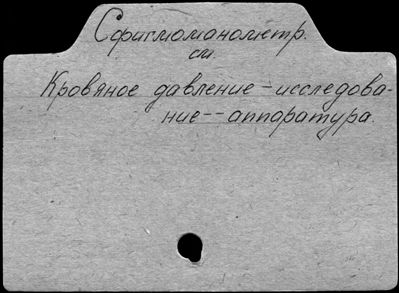 Сфигмоманометр.
см.
Кровяное давление-исследова-
ние--аппаратура.